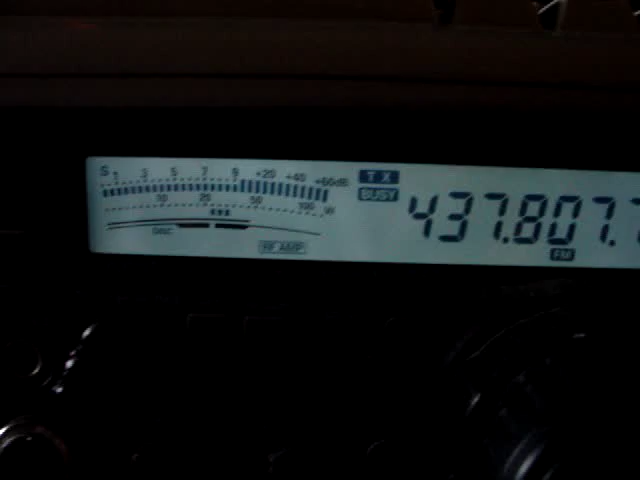 S 1 3 5 7 9 +20 +40 +60dB
TX
BUSY
10 20 50 100 W
437.807.
DISC
RF AMP
FM